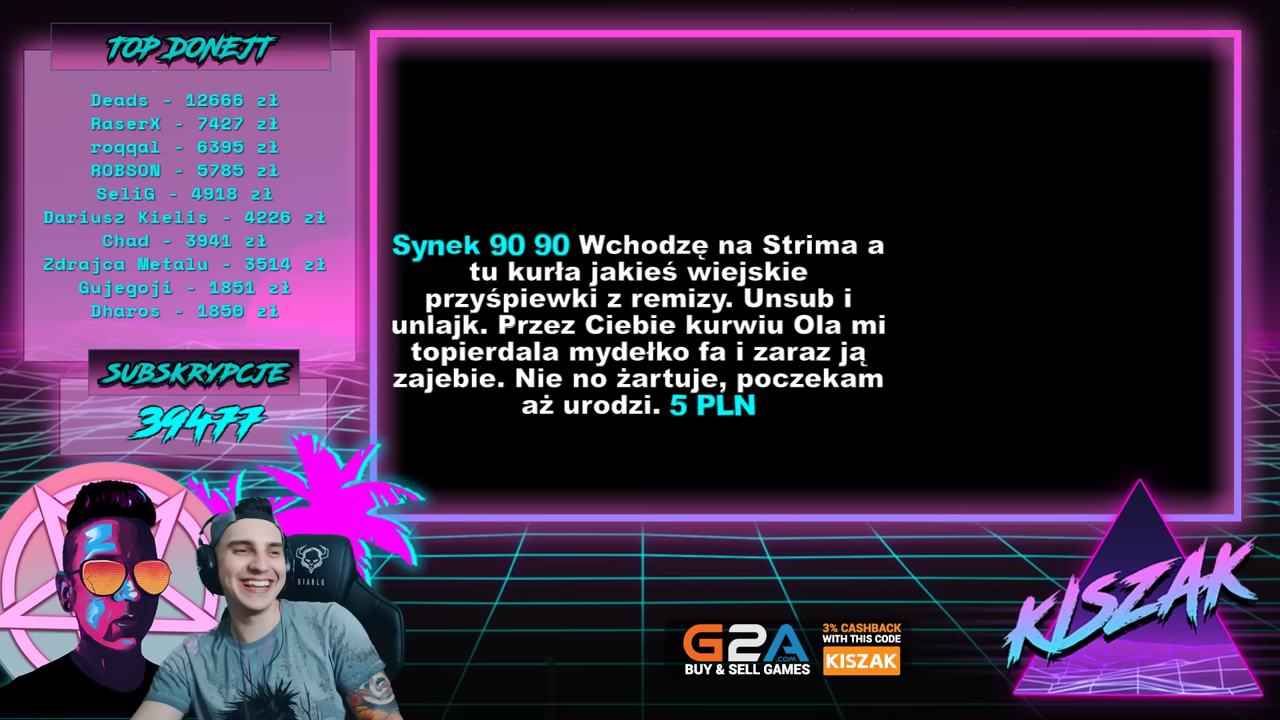 TOP DONEJT
Deads - 12666 zł
RaserX - 7427 zł
roqqal - 6395 zł
ROBSON - 5785 zł
SeliG - 4918 zł
Dariusz Kielis - 4226 zł
Chad - 3941 zł
Zdrajca Metalu - 3514 zł
Gujegoji - 1851 zł
Dharos - 1850 zł
SUBSKRYPCJE
39477
Synek 90 90 Wchodzę na Strima a
tu kurła jakieś wiejskie
przyśpiewki z remizy. Unsub i
unlajk. Przez Ciebie kurwiu Ola mi
topierdala mydełko fa i zaraz ją
zajebie. Nie no żartuje, poczekam
aż urodzi. 5 PLN
DIABLO
G2A.COM
BUY & SELL GAMES
3% CASHBACK
WITH THIS CODE
KISZAK
KISZAK